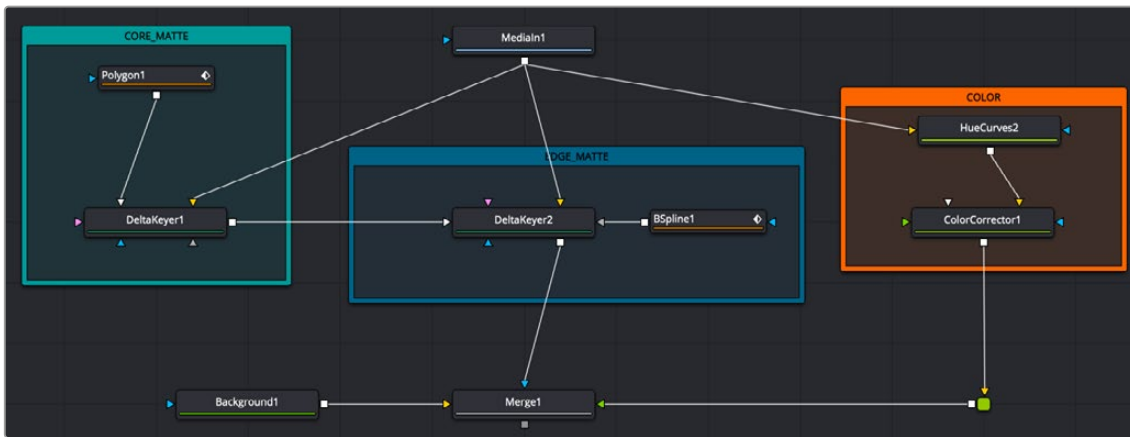 CORE_MATTE
MediaIn1
Polygon1
COLOR
HueCurves2
EDGE_MATTE
DeltaKeyer1
DeltaKeyer2
BSpline1
ColorCorrector1
Background1
Merge1